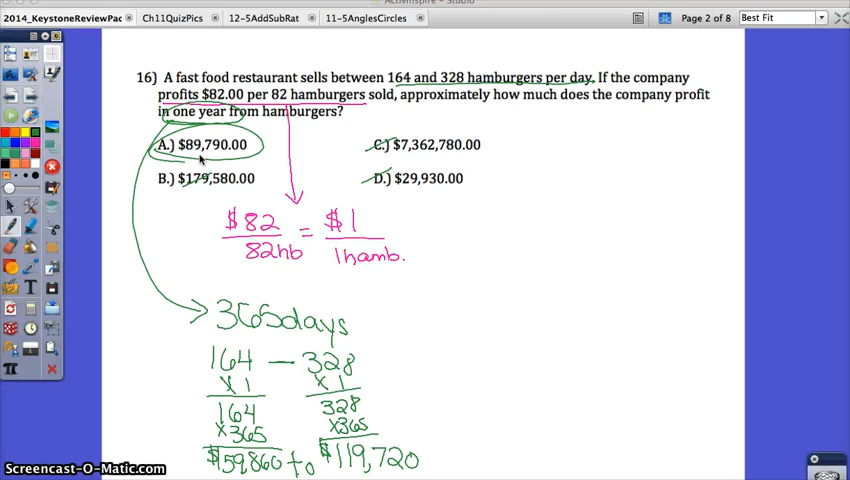 ActivInspire - Studio
2014_KeystoneReviewPac
Ch11QuizPics
12-5AddSubRat
11-5AnglesCircles
Page 2 of 8
Best Fit
16) A fast food restaurant sells between 164 and 328 hamburgers per day. If the company
profits $82.00 per 82 hamburgers sold, approximately how much does the company profit
in one year from hamburgers?
A.) $89,790.00
C.) $7,362,780.00
B.) $179,580.00
D.) $29,930.00
$82 = $1
82hb 1hamb.
365days
164 — 328
x 1 x 1
164 328
x365 x365
$59,860 to $119,720
Screencast-O-Matic.com